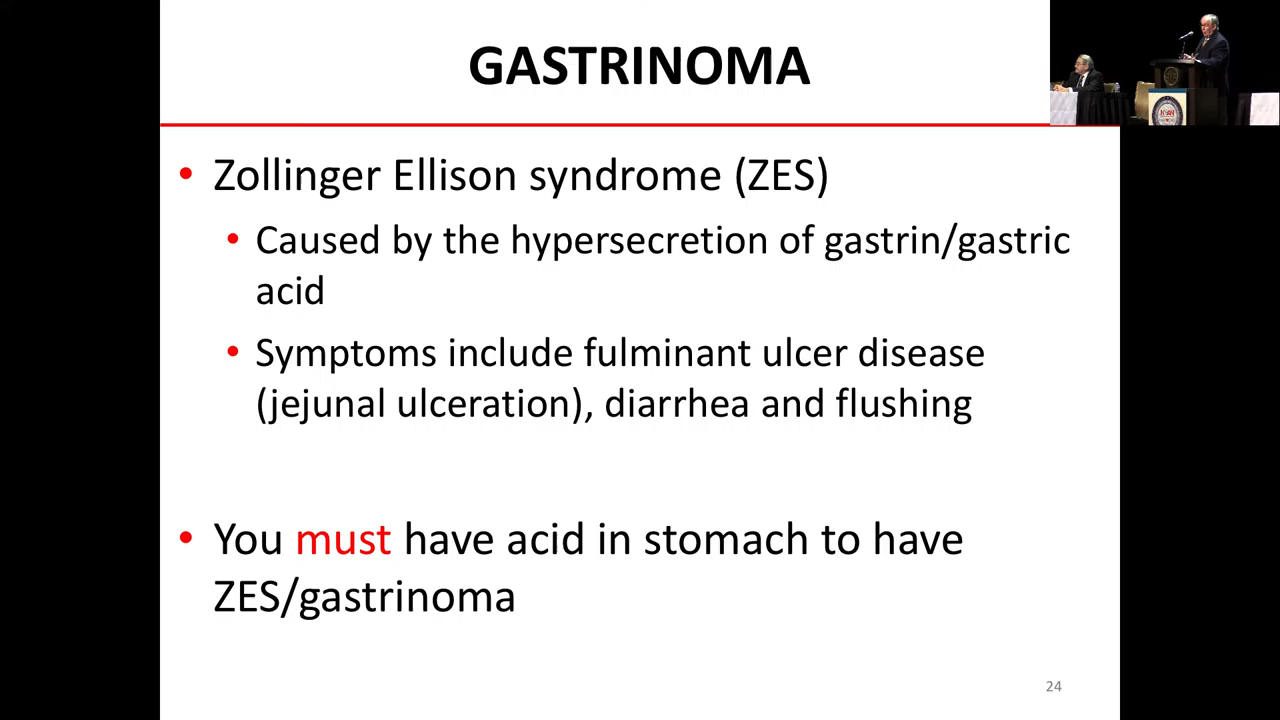 GASTRINOMA
• Zollinger Ellison syndrome (ZES)
• Caused by the hypersecretion of gastrin/gastric
acid
• Symptoms include fulminant ulcer disease
(jejunal ulceration), diarrhea and flushing
• You must have acid in stomach to have
ZES/gastrinoma
24